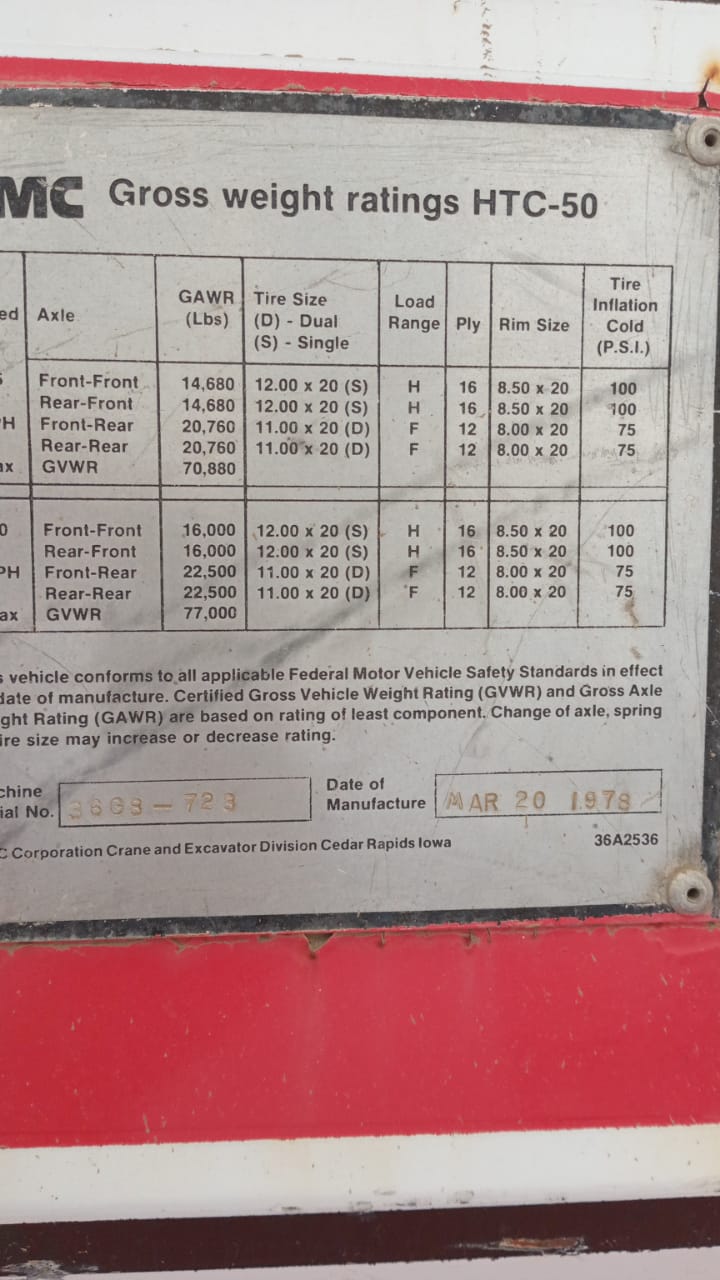 MC Gross weight ratings HTC-50
ed Axle GAWR (Lbs) Tire Size (D) - Dual (S) - Single Load Range Ply Rim Size Tire Inflation Cold (P.S.I.)
Front-Front 14,680 12.00 x 20 (S) H 16 8.50 x 20 100
Rear-Front 14,680 12.00 x 20 (S) H 16 8.50 x 20 100
PH Front-Rear 20,760 11.00 x 20 (D) F 12 8.00 x 20 75
Rear-Rear 20,760 11.00 x 20 (D) F 12 8.00 x 20 75
ax GVWR 70,880
0 Front-Front 16,000 12.00 x 20 (S) H 16 8.50 x 20 100
Rear-Front 16,000 12.00 x 20 (S) H 16 8.50 x 20 100
PH Front-Rear 22,500 11.00 x 20 (D) F 12 8.00 x 20 75
Rear-Rear 22,500 11.00 x 20 (D) F 12 8.00 x 20 75
ax GVWR 77,000
s vehicle conforms to all applicable Federal Motor Vehicle Safety Standards in effect
date of manufacture. Certified Gross Vehicle Weight Rating (GVWR) and Gross Axle
ght Rating (GAWR) are based on rating of least component. Change of axle, spring
ire size may increase or decrease rating.
chine
ial No.
Date of
Manufacture MAR 20 1978
C Corporation Crane and Excavator Division Cedar Rapids Iowa 36A2536